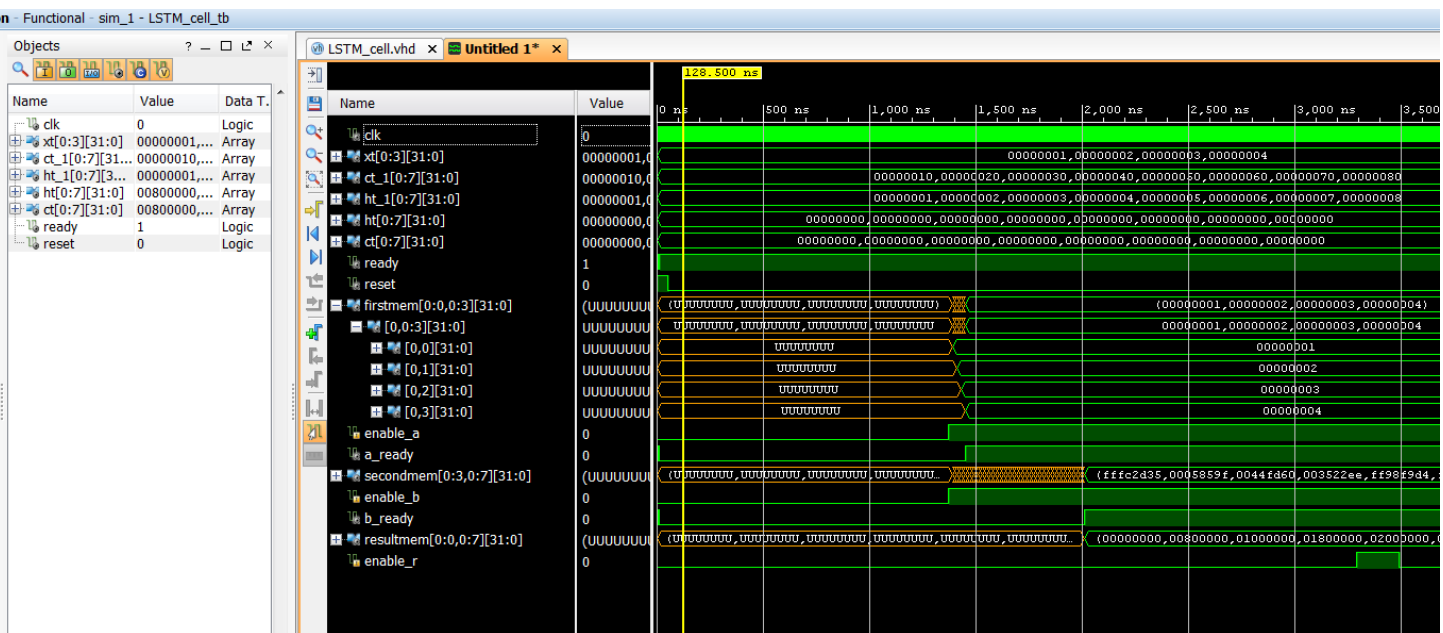 n - Functional - sim_1 - LSTM_cell_tb
Objects ? _
Name Value Data T.
clk 0 Logic
xt[0:3][31:0] 00000001,... Array
ct_1[0:7][31... 00000010,... Array
ht_1[0:7][3... 00000001,... Array
ht[0:7][31:0] 00800000,... Array
ct[0:7][31:0] 00800000,... Array
ready 1 Logic
reset 0 Logic
LSTM_cell.vhd × Untitled 1* ×
128.500 ns
Name Value 0 ns 500 ns 1,000 ns 1,500 ns 2,000 ns 2,500 ns 3,000 ns 3,500
clk 0
xt[0:3][31:0] 00000001,0 00000001,00000002,00000003,00000004
ct_1[0:7][31:0] 00000010,0 00000010,00000020,00000030,00000040,00000050,00000060,00000070,00000080
ht_1[0:7][31:0] 00000001,0 00000001,00000002,00000003,00000004,00000005,00000006,00000007,00000008
ht[0:7][31:0] 00000000,0 00000000,00000000,00000000,00000000,00000000,00000000,00000000,00000000
ct[0:7][31:0] 00000000,0 00000000,00000000,00000000,00000000,00000000,00000000,00000000,00000000
ready 1
reset 0
firstmem[0:0,0:3][31:0] (UUUUUUUU (UUUUUUUU,UUUUUUUU,UUUUUUUU,UUUUUUUU) (00000001,00000002,00000003,00000004)
[0,0:3][31:0] UUUUUUUU UUUUUUUU,UUUUUUUU,UUUUUUUU,UUUUUUUU 00000001,00000002,00000003,00000004
[0,0][31:0] UUUUUUUU UUUUUUUU 00000001
[0,1][31:0] UUUUUUUU UUUUUUUU 00000002
[0,2][31:0] UUUUUUUU UUUUUUUU 00000003
[0,3][31:0] UUUUUUUU UUUUUUUU 00000004
enable_a 0
a_ready 0
secondmem[0:3,0:7][31:0] (UUUUUUUU (UUUUUUUU,UUUUUUUU,UUUUUUUU,UUUUUUUU... (fffc2d35,0005859f,0044fd60,003522ee,ff98f9d4,
enable_b 0
b_ready 0
resultmem[0:0,0:7][31:0] (UUUUUUUU (UUUUUUUU,UUUUUUUU,UUUUUUUU,UUUUUUUU,UUUUUUUU,UUUUUUUU... (00000000,00800000,01000000,01800000,02000000,
enable_r 0